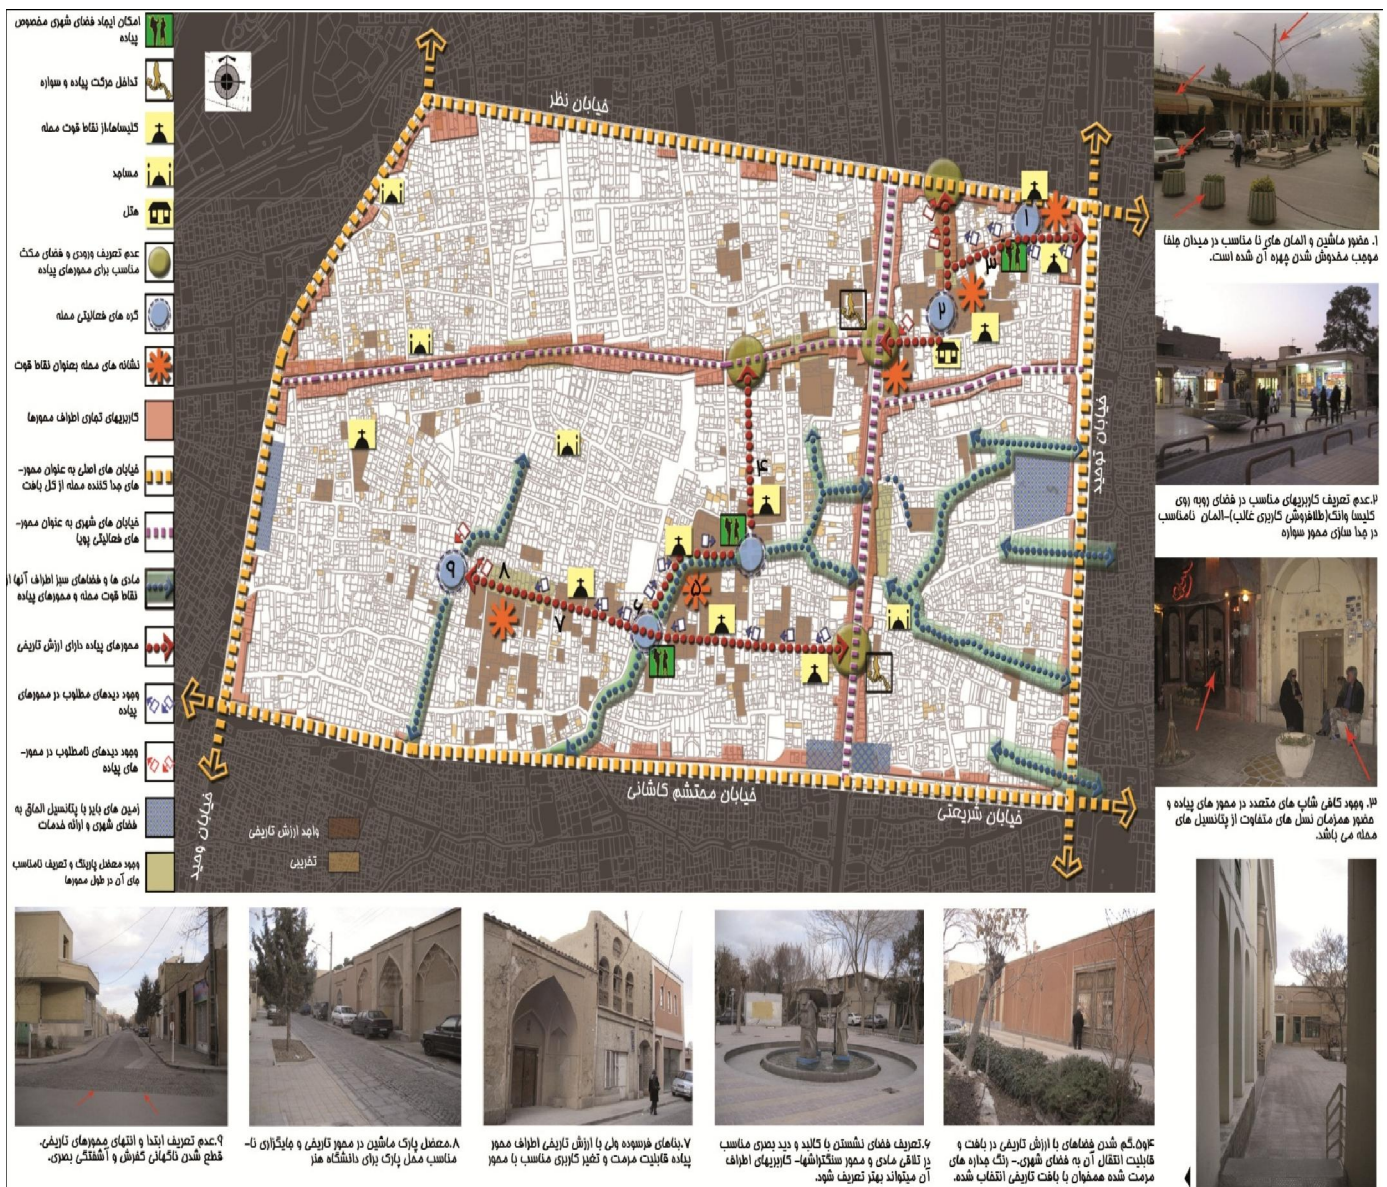 امکان ایجاد فضای شهری مخصوص
پیاده
تداخل حرکت پیاده و سواره
کلیساها،از نقاط قوت محله
مساجد
هتل
عدم تعریف ورودی و فضای مکث
مناسب برای محورهای پیاده
گره های فعالیتی محله
نشانه های محله بعنوان نقاط قوت
کاربریهای تجاری اطراف محورها
خیابان های اصلی به عنوان محور-
های جدا کننده محله از کل بافت
خیابان های شهری به عنوان محور-
های فعالیتی پویا
مادی ها و فضاهای سبز اطراف آنها از
نقاط قوت محله و محورهای پیاده
محورهای پیاده دارای ارزش تاریخی
وجود دیدهای مطلوب در محورهای
پیاده
وجود دیدهای نامطلوب در محور-
های پیاده
زمین های بایر با پتانسیل الحاق به
فضای شهری و ارائه خدمات
وجود معضل پارینگ و تعریف نامناسب
جای آن در طول محورها
خیابان نظر
خیابان توحید
خیابان محتشم کاشانی
خیابان شریعتی
خیابان وحید
واجد ارزش تاریخی
تخریبی
۱
۲
۳
۴
۵
۶
۷
۸
۹
۱. حضور ماشین و المان های نا مناسب در میدان جلفا
موجب مخدوش شدن چهره آن شده است.
۲.عدم تعریف کاربریهای مناسب در فضای روبه روی
کلیسا وانک(طلافروشی کاربری غالب)-المان نامناسب
در جدا سازی محور سواره
۳. وجود کافی شاپ های متعدد در محور های پیاده و
حضور همزمان نسل های متفاوت از پتانسیل های
محله می باشد.
۴و۵.گم شدن فضاهای با ارزش تاریخی در بافت و
قابلیت انتقال آن به فضای شهری.- رنگ جداره های
مرمت شده همخوان با بافت تاریخی انتخاب شده.
۶.تعریف فضای نشستن با کالبد و دید بصری مناسب
در تلاقی مادی و محور سنگتراشها- کاربریهای اطراف
آن میتواند بهتر تعریف شود.
۷.بناهای فرسوده ولی با ارزش تاریخی اطراف محور
پیاده قابلیت مرمت و تغیر کاربری مناسب با محور
۸.معضل پارک ماشین در محور تاریخی و جایگزاری نا-
مناسب محل پارک برای دانشگاه هنر
۹.عدم تعریف ابتدا و انتهای محورهای تاریخی.
قطع شدن ناگهانی کفرش و آشفتگی بصری.